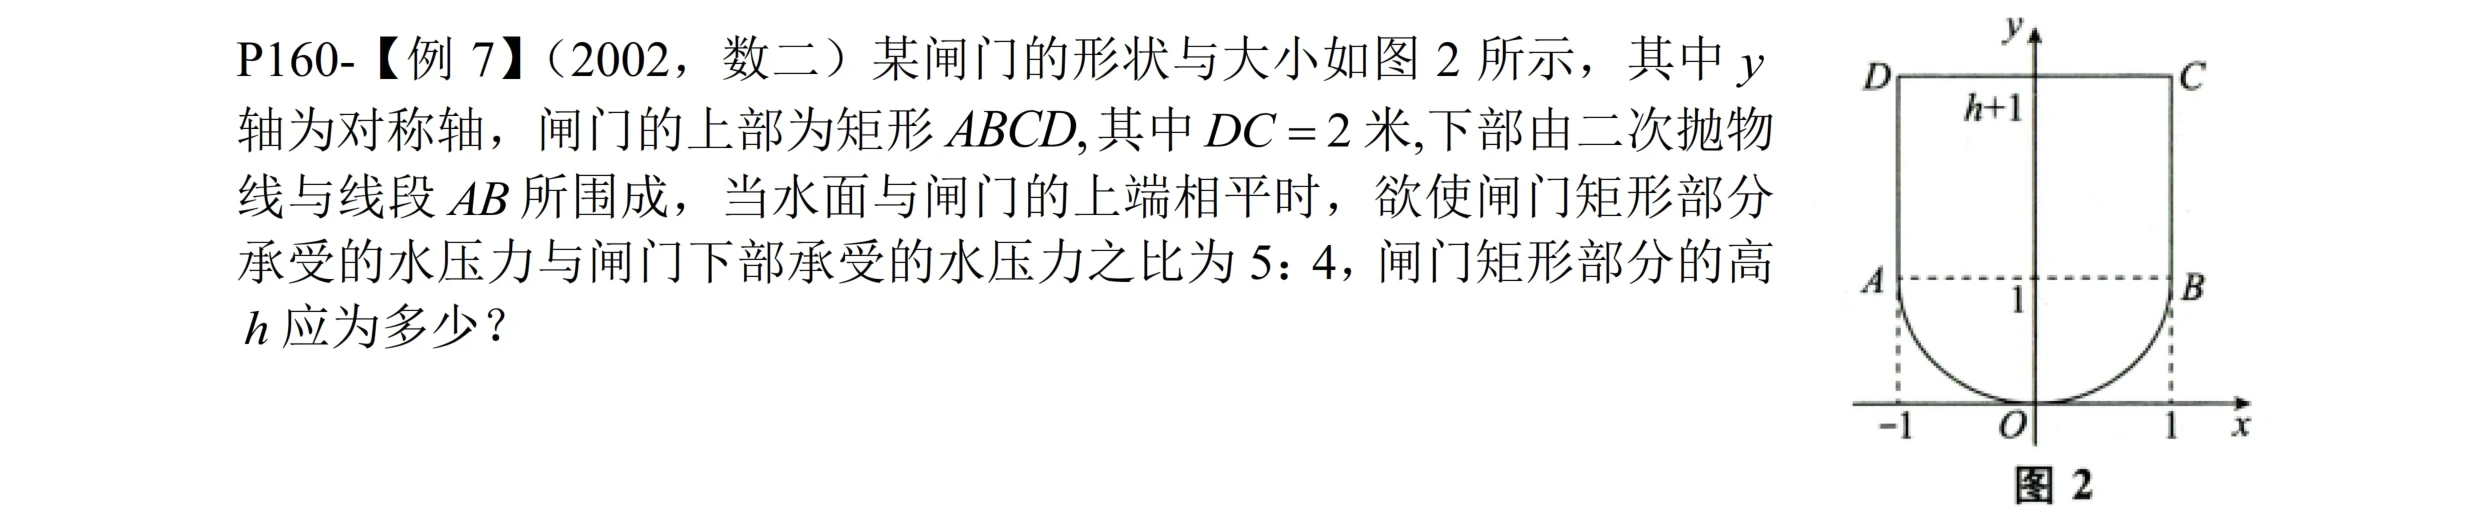 P160-【例 7】（2002，数二）某闸门的形状与大小如图 2 所示，其中 y
轴为对称轴，闸门的上部为矩形 ABCD, 其中 DC = 2 米,下部由二次抛物
线与线段 AB 所围成，当水面与闸门的上端相平时，欲使闸门矩形部分
承受的水压力与闸门下部承受的水压力之比为 5：4，闸门矩形部分的高
h 应为多少？
y
D
C
h+1
A
B
1
-1
O
1
x
图 2